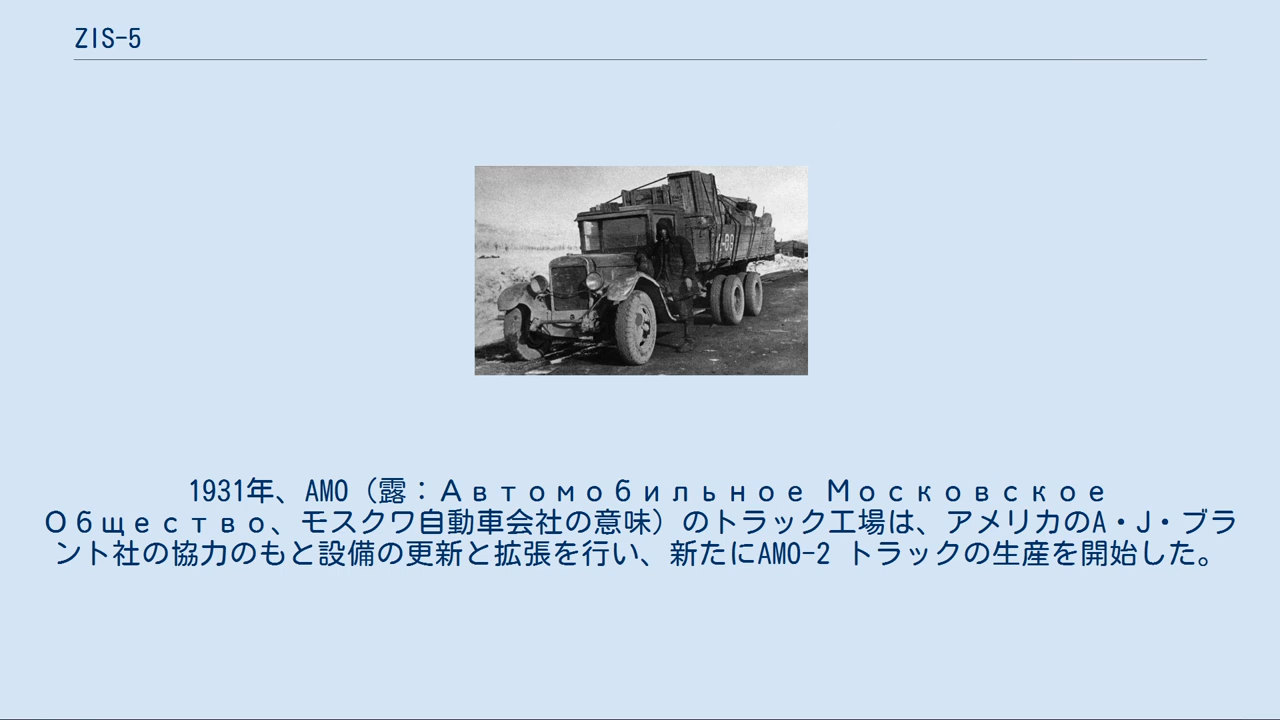 ZIS-5
1931年、AMO（露：Автомобильное Московское
Общество、モスクワ自動車会社の意味）のトラック工場は、アメリカのA・J・ブラ
ント社の協力のもと設備の更新と拡張を行い、新たにAMO-2 トラックの生産を開始した。